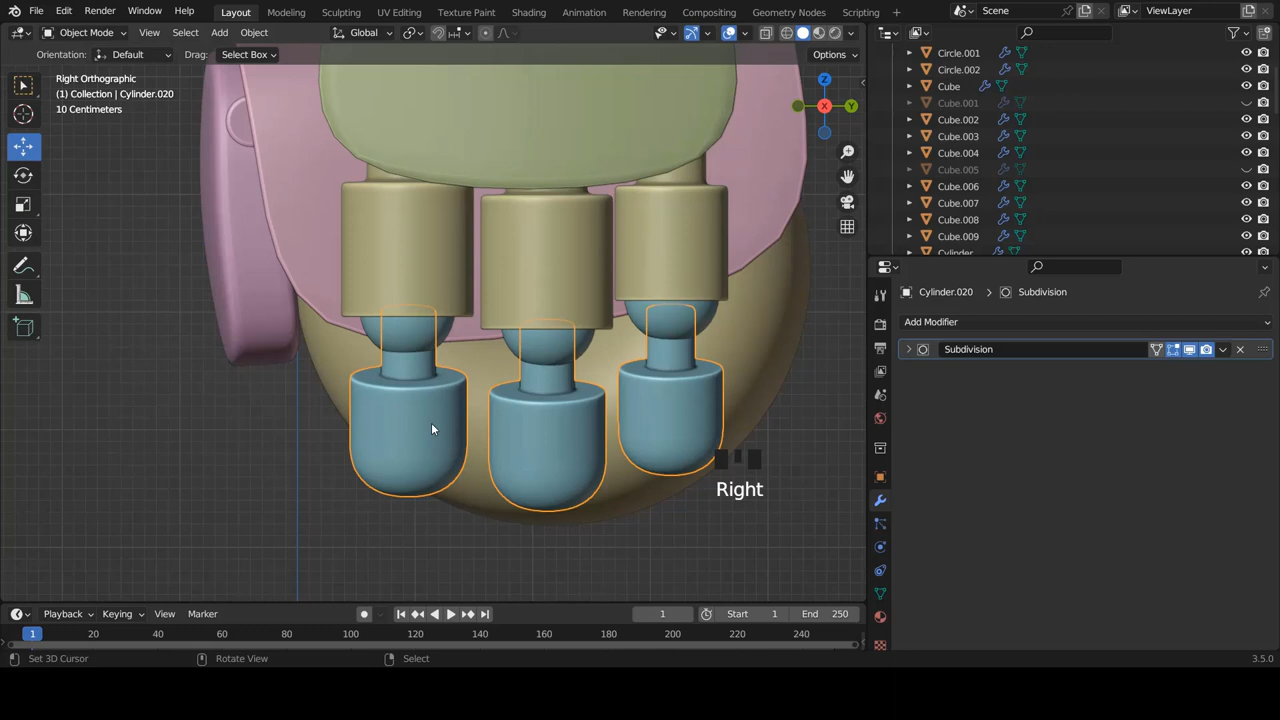 File Edit Render Window Help Layout Modeling Sculpting UV Editing Texture Paint Shading Animation Rendering Compositing Geometry Nodes Scripting + Scene ViewLayer
Object Mode View Select Add Object Global
Orientation: Default Drag: Select Box Options
Right Orthographic
(1) Collection | Cylinder.020
10 Centimeters
Z
X
Y
Right
Circle.001
Circle.002
Cube
Cube.001
Cube.002
Cube.003
Cube.004
Cube.005
Cube.006
Cube.007
Cube.008
Cube.009
Cylinder
Cylinder.020 > Subdivision
Add Modifier
Subdivision
Playback Keying View Marker 1 Start 1 End 250
1 20 40 60 80 100 120 140 160 180 200 220 240
Set 3D Cursor Rotate View Select 3.5.0